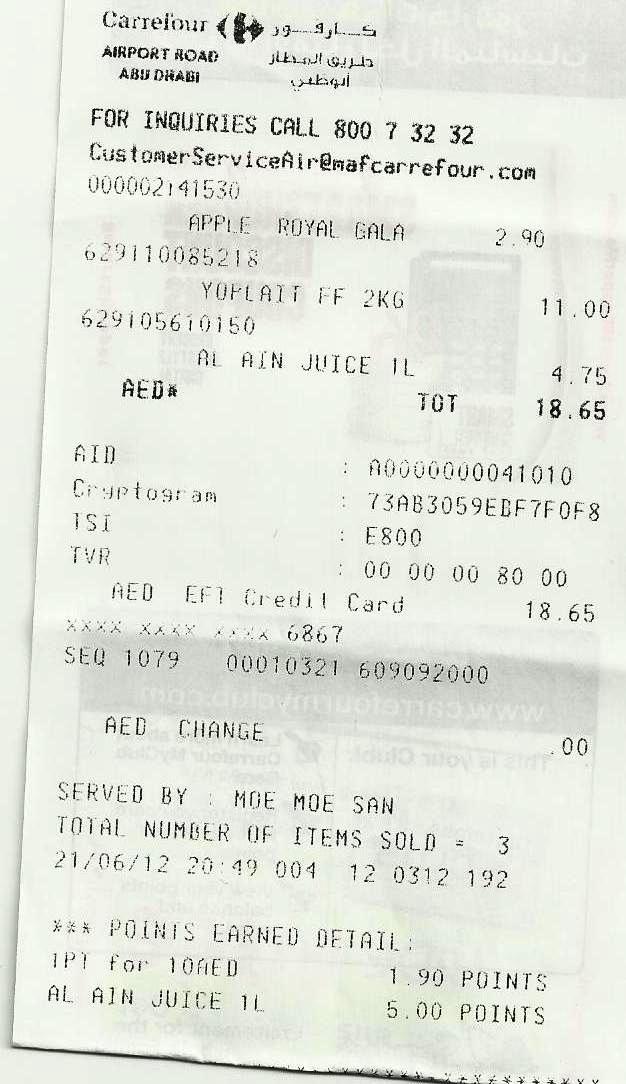 Carrefour كارفور
AIRPORT ROAD طريق المطار
ABU DHABI أبوظبي
FOR INQUIRIES CALL 800 7 32 32
CustomerServiceAir@mafcarrefour.com
000002141530
APPLE ROYAL GALA 2.90
629110085218
YOPLAIT FF 2KG 11.00
629105610150
AL AIN JUICE 1L 4.75
AED* TOT 18.65
AID : A0000000041010
Cryptogram : 73AB3059EBF7F0F8
TSI : E800
TVR : 00 00 00 80 00
AED EFT Credit Card 18.65
XXXX XXXX XXXX 6867
SEQ 1079 00010321 609092000
AED CHANGE .00
SERVED BY : MOE MOE SAN
TOTAL NUMBER OF ITEMS SOLD = 3
21/06/12 20:49 004 12 0312 192
*** POINTS EARNED DETAIL:
1PT for 10AED 1.90 POINTS
AL AIN JUICE 1L 5.00 POINTS